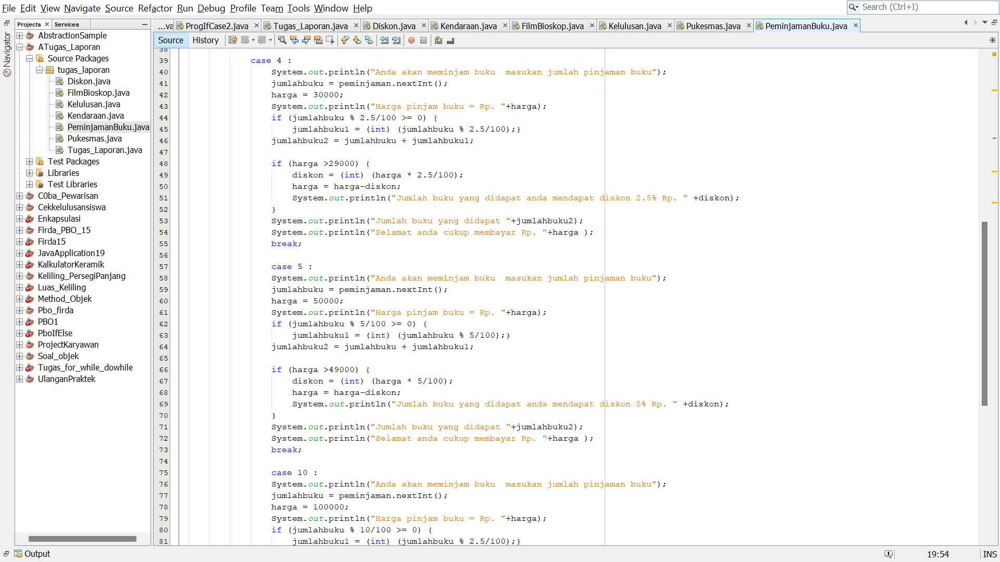 File Edit View Navigate Source Refactor Run Debug Profile Team Tools Window Help
Search (Ctrl+I)
Projects Services
...va ProgIfCase2.java Tugas_Laporan.java Diskon.java Kendaraan.java FilmBioskop.java Kelulusan.java Pukesmas.java PeminjamanBuku.java
Source History
Navigator
AbstractionSample
ATugas_Laporan
Source Packages
tugas_laporan
Diskon.java
FilmBioskop.java
Kelulusan.java
Kendaraan.java
PeminjamanBuku.java
Pukesmas.java
Tugas_Laporan.java
Test Packages
Libraries
Test Libraries
C0ba_Pewarisan
Cekkelulusansiswa
Enkapsulasi
Firda_PBO_15
Firda15
JavaApplication19
KalkulatorKeramik
Keliling_PersegiPanjang
Luas_Keliling
Method_Objek
Pbo_firda
PBO1
PboIfElse
ProjectKaryawan
Soal_objek
Tugas_for_while_dowhile
UlanganPraktek
38
39 case 4 :
40 System.out.println("Anda akan meminjam buku  masukan jumlah pinjaman buku");
41 jumlahbuku = peminjaman.nextInt();
42 harga = 30000;
43 System.out.println("Harga pinjam buku = Rp. "+harga);
44 if (jumlahbuku % 2.5/100 >= 0) {
45 jumlahbuku1 = (int) (jumlahbuku % 2.5/100);}
46 jumlahbuku2 = jumlahbuku + jumlahbuku1;
47
48 if (harga >29000) {
49 diskon = (int) (harga * 2.5/100);
50 harga = harga-diskon;
51 System.out.println("Jumlah buku yang didapat anda mendapat diskon 2.5% Rp. " +diskon);
52 }
53 System.out.println("Jumlah buku yang didapat "+jumlahbuku2);
54 System.out.println("Selamat anda cukup membayar Rp. "+harga );
55 break;
56
57 case 5 :
58 System.out.println("Anda akan meminjam buku  masukan jumlah pinjaman buku");
59 jumlahbuku = peminjaman.nextInt();
60 harga = 50000;
61 System.out.println("Harga pinjam buku = Rp. "+harga);
62 if (jumlahbuku % 5/100 >= 0) {
63 jumlahbuku1 = (int) (jumlahbuku % 5/100);}
64 jumlahbuku2 = jumlahbuku + jumlahbuku1;
65
66 if (harga >49000) {
67 diskon = (int) (harga * 5/100);
68 harga = harga-diskon;
69 System.out.println("Jumlah buku yang didapat anda mendapat diskon 5% Rp. " +diskon);
70 }
71 System.out.println("Jumlah buku yang didapat "+jumlahbuku2);
72 System.out.println("Selamat anda cukup membayar Rp. "+harga );
73 break;
74
75 case 10 :
76 System.out.println("Anda akan meminjam buku  masukan jumlah pinjaman buku");
77 jumlahbuku = peminjaman.nextInt();
78 harga = 100000;
79 System.out.println("Harga pinjam buku = Rp. "+harga);
80 if (jumlahbuku % 10/100 >= 0) {
81 jumlahbuku1 = (int) (jumlahbuku % 2.5/100);}
Output
1
19:54
INS